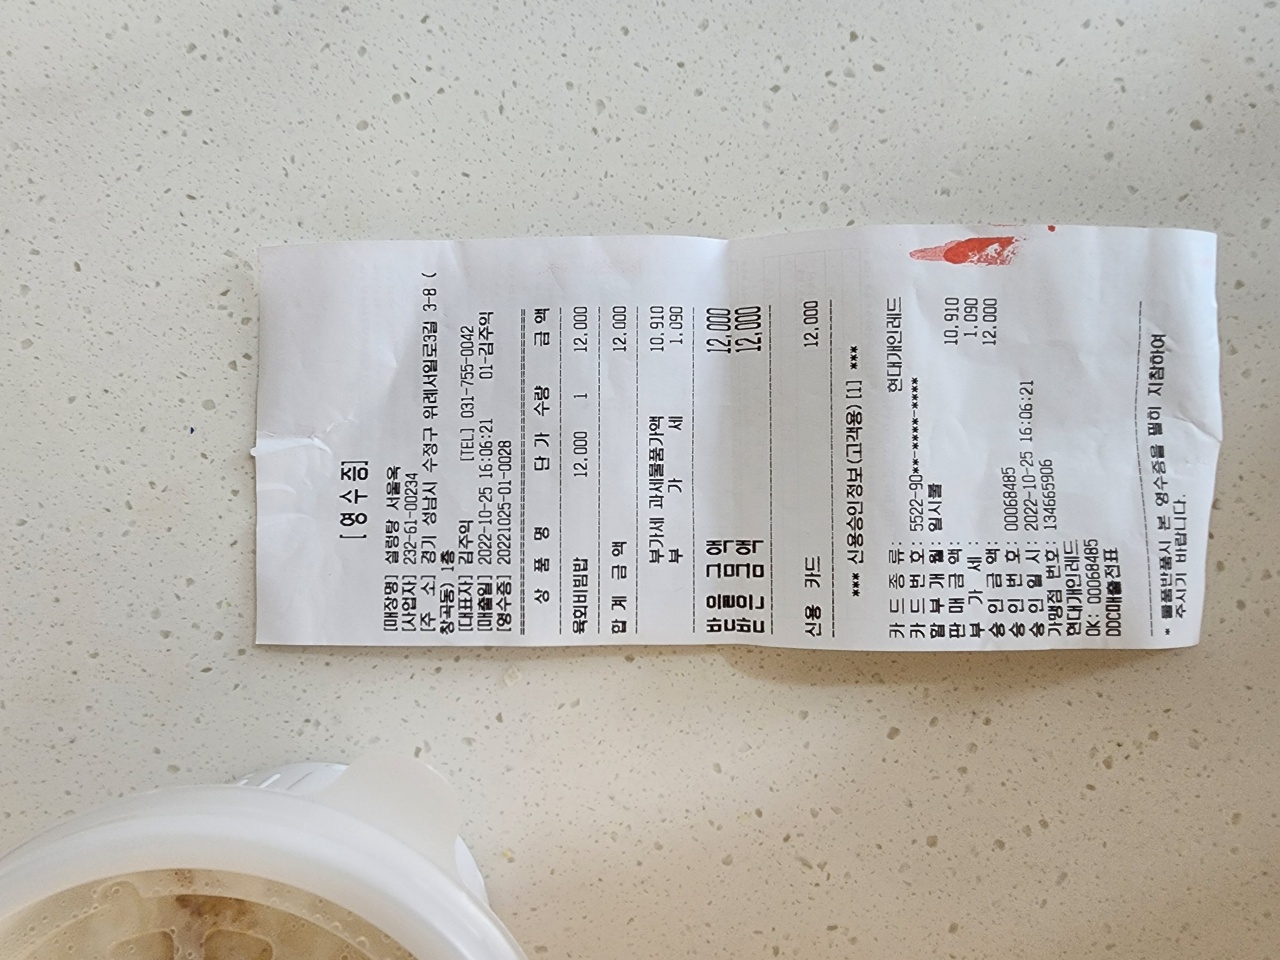 [영수증]
[매장명] 설렁탕 서울옥
[사업자] 232-61-00234
[주 소] 경기 성남시 수정구 위례서일로3길 3-8 (
창곡동) 1층
[대표자] 김주익 [TEL] 031-755-0042
[매출일] 2022-10-25 16:06:21 01-김주익
[영수증] 20221025-01-0028
상 품 명 단 가 수량 금 액
육회비빔밥 12,000 1 12,000
합 계 금 액 12,000
부가세 과세물품가액 10,910
부 가 세 1,090
받을금액 12,000
받은금액 12,000
신용 카드 12,000
*** 신용승인정보(고객용) [1] ***
카 드 종 류 : 현대개인레드
카 드 번 호 : 5522-90**-****-****
할 부 개 월 : 일시불
판 매 금 액 : 10,910
부 가 세 : 1,090
승 인 금 액 : 12,000
승 인 번 호 : 00068485
승 인 일 시 : 2022-10-25 16:06:21
가맹점 번호 : 134665906
현대개인레드
OK: 00068485
DDC매출전표
* 물품반품시 본 영수증을 필히 지참하여
주시기 바랍니다.